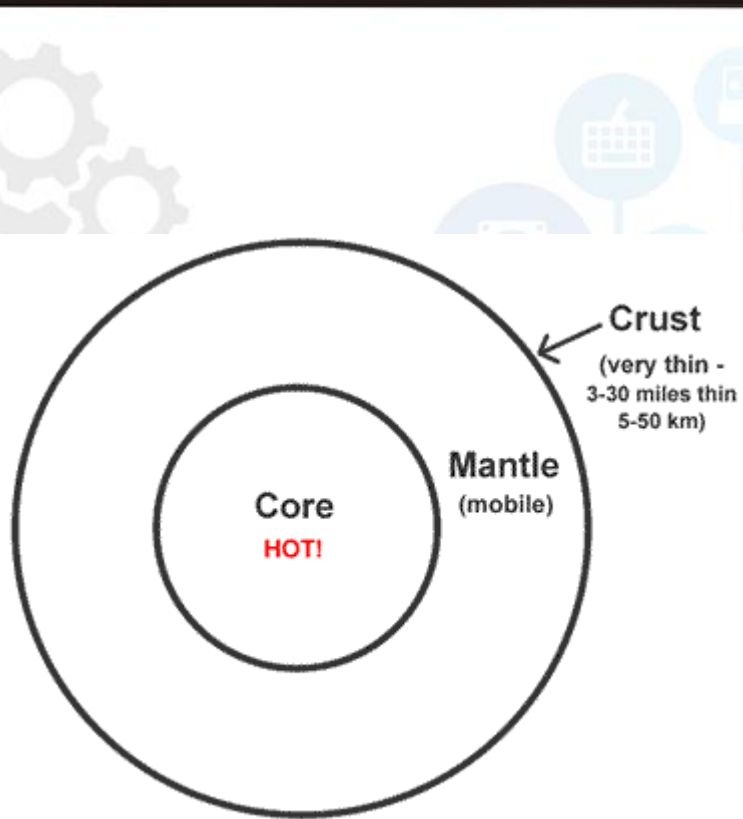 Crust
(very thin -
3-30 miles thin
5-50 km)
Mantle
(mobile)
Core
HOT!